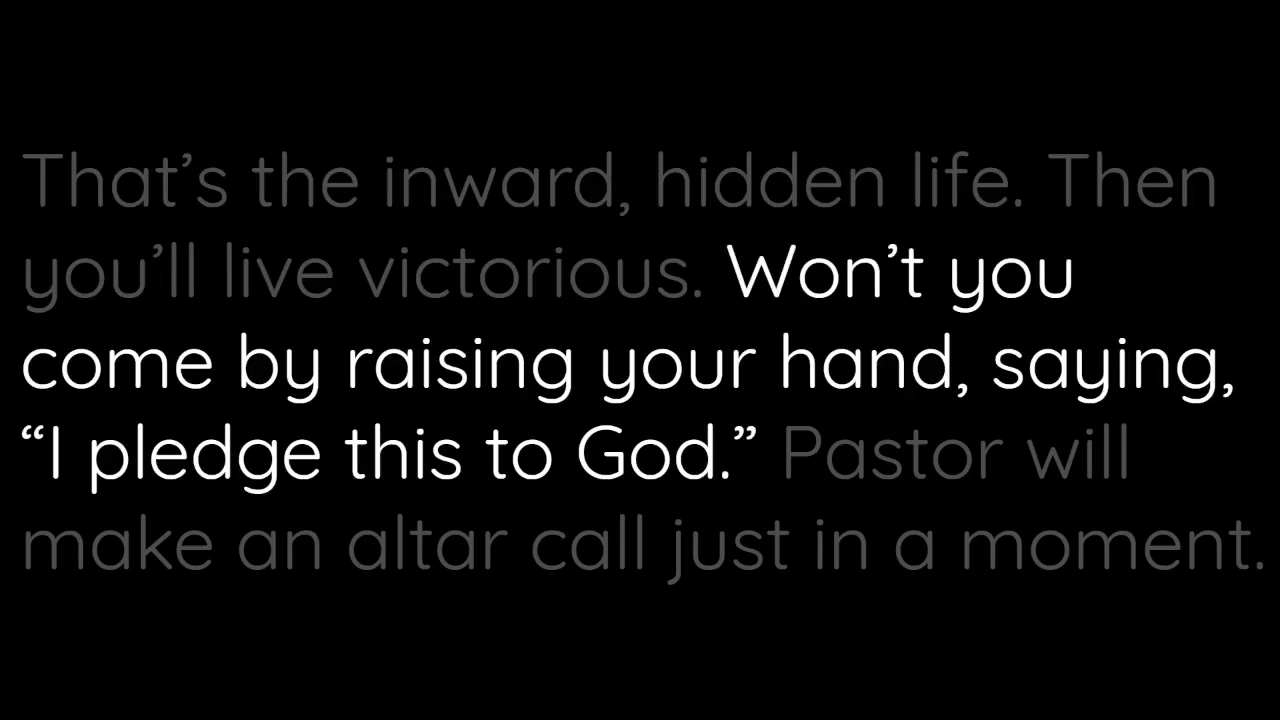 That’s the inward, hidden life. Then
you’ll live victorious. Won’t you
come by raising your hand, saying,
“I pledge this to God.” Pastor will
make an altar call just in a moment.